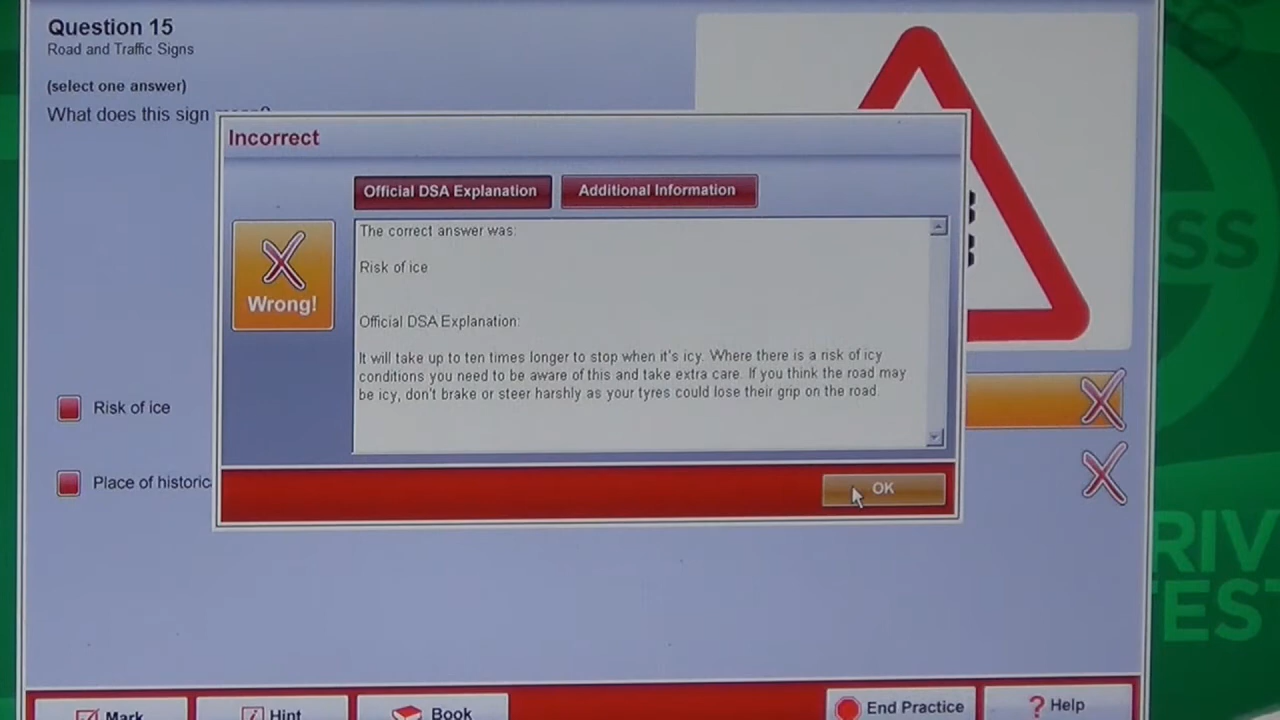 Question 15
Road and Traffic Signs
(select one answer)
What does this sign mean?
Incorrect
Official DSA Explanation
Additional Information
The correct answer was:
Risk of ice
Wrong!
Official DSA Explanation:
It will take up to ten times longer to stop when it's icy. Where there is a risk of icy
conditions you need to be aware of this and take extra care. If you think the road may
be icy, don't brake or steer harshly as your tyres could lose their grip on the road.
Risk of ice
Place of historic
OK
SS
RIV
EST
Mark
Hint
Book
End Practice
Help